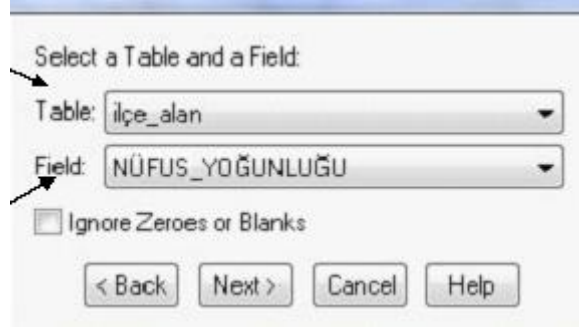 Select a Table and a Field:
Table: ilçe_alan
Field: NÜFUS_YOĞUNLUĞU
Ignore Zeroes or Blanks
< Back Next > Cancel Help